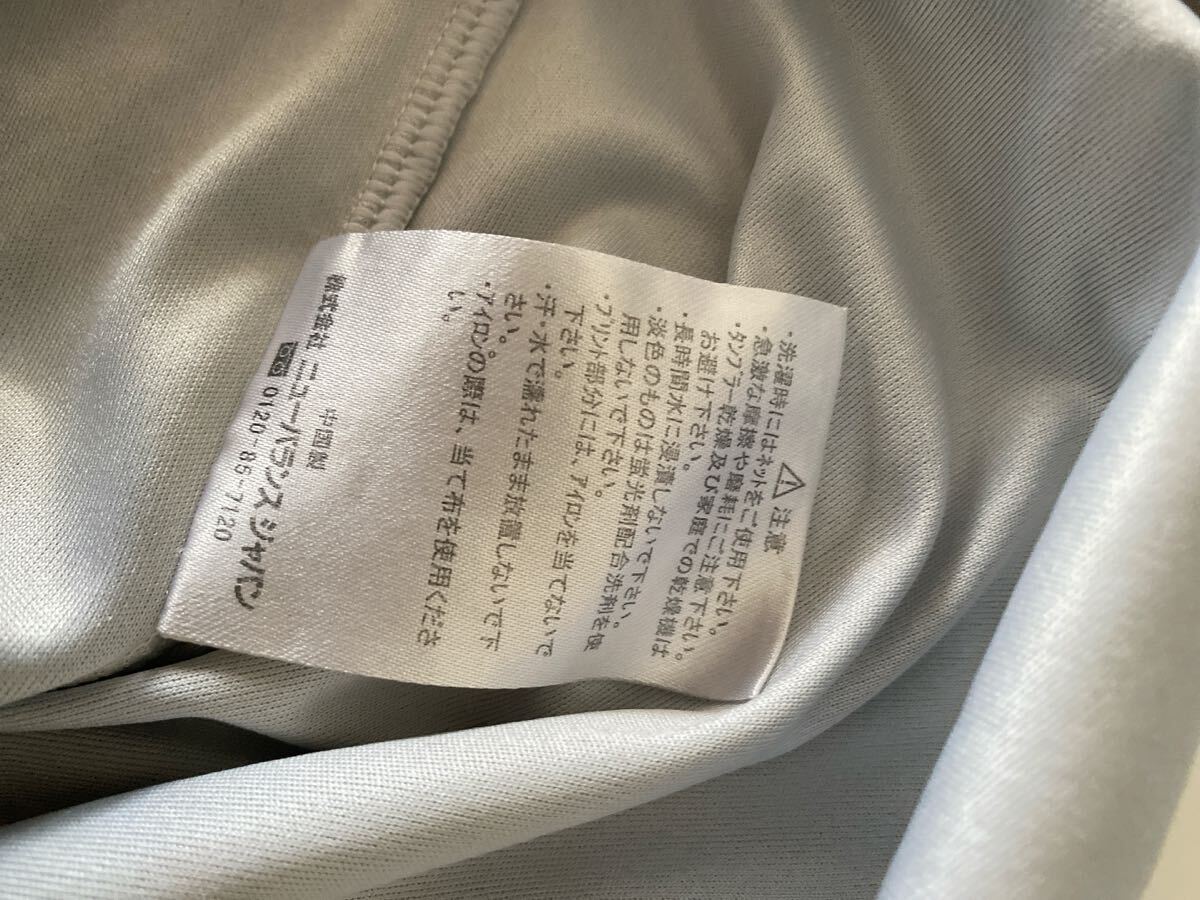 ⚠注意
・洗濯時にはネットをご使用下さい。
・急激な摩擦や磨耗にご注意下さい。
・タンブラー乾燥及び家庭での乾燥機は
お避け下さい。
・長時間水に浸漬しないで下さい。
・淡色のものは蛍光剤配合洗剤を使
用しないで下さい。
・プリント部分には、アイロンを当てないで
下さい。
・汗・水で濡れたまま放置しないで下
さい。
・アイロンの際は、当て布を使用くださ
い。
中国製
株式会社ニューバランスジャパン
0120-85-7120